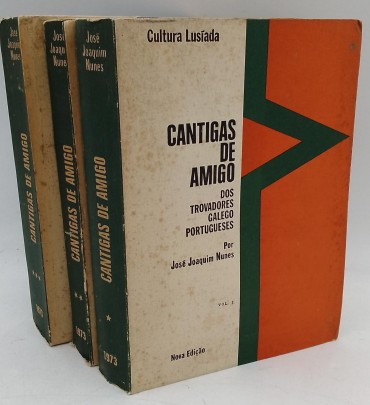 José
Joaquim
Nunes
CANTIGAS DE AMIGO
***
José
Joaquim
Nunes
CANTIGAS DE AMIGO
**
1973
José
Joaquim
Nunes
CANTIGAS DE AMIGO
*
1973
Cultura Lusíada
CANTIGAS
DE
AMIGO
DOS
TROVADORES
GALEGO
PORTUGUESES
Por
José Joaquim Nunes
VOL. I
Nova Edição